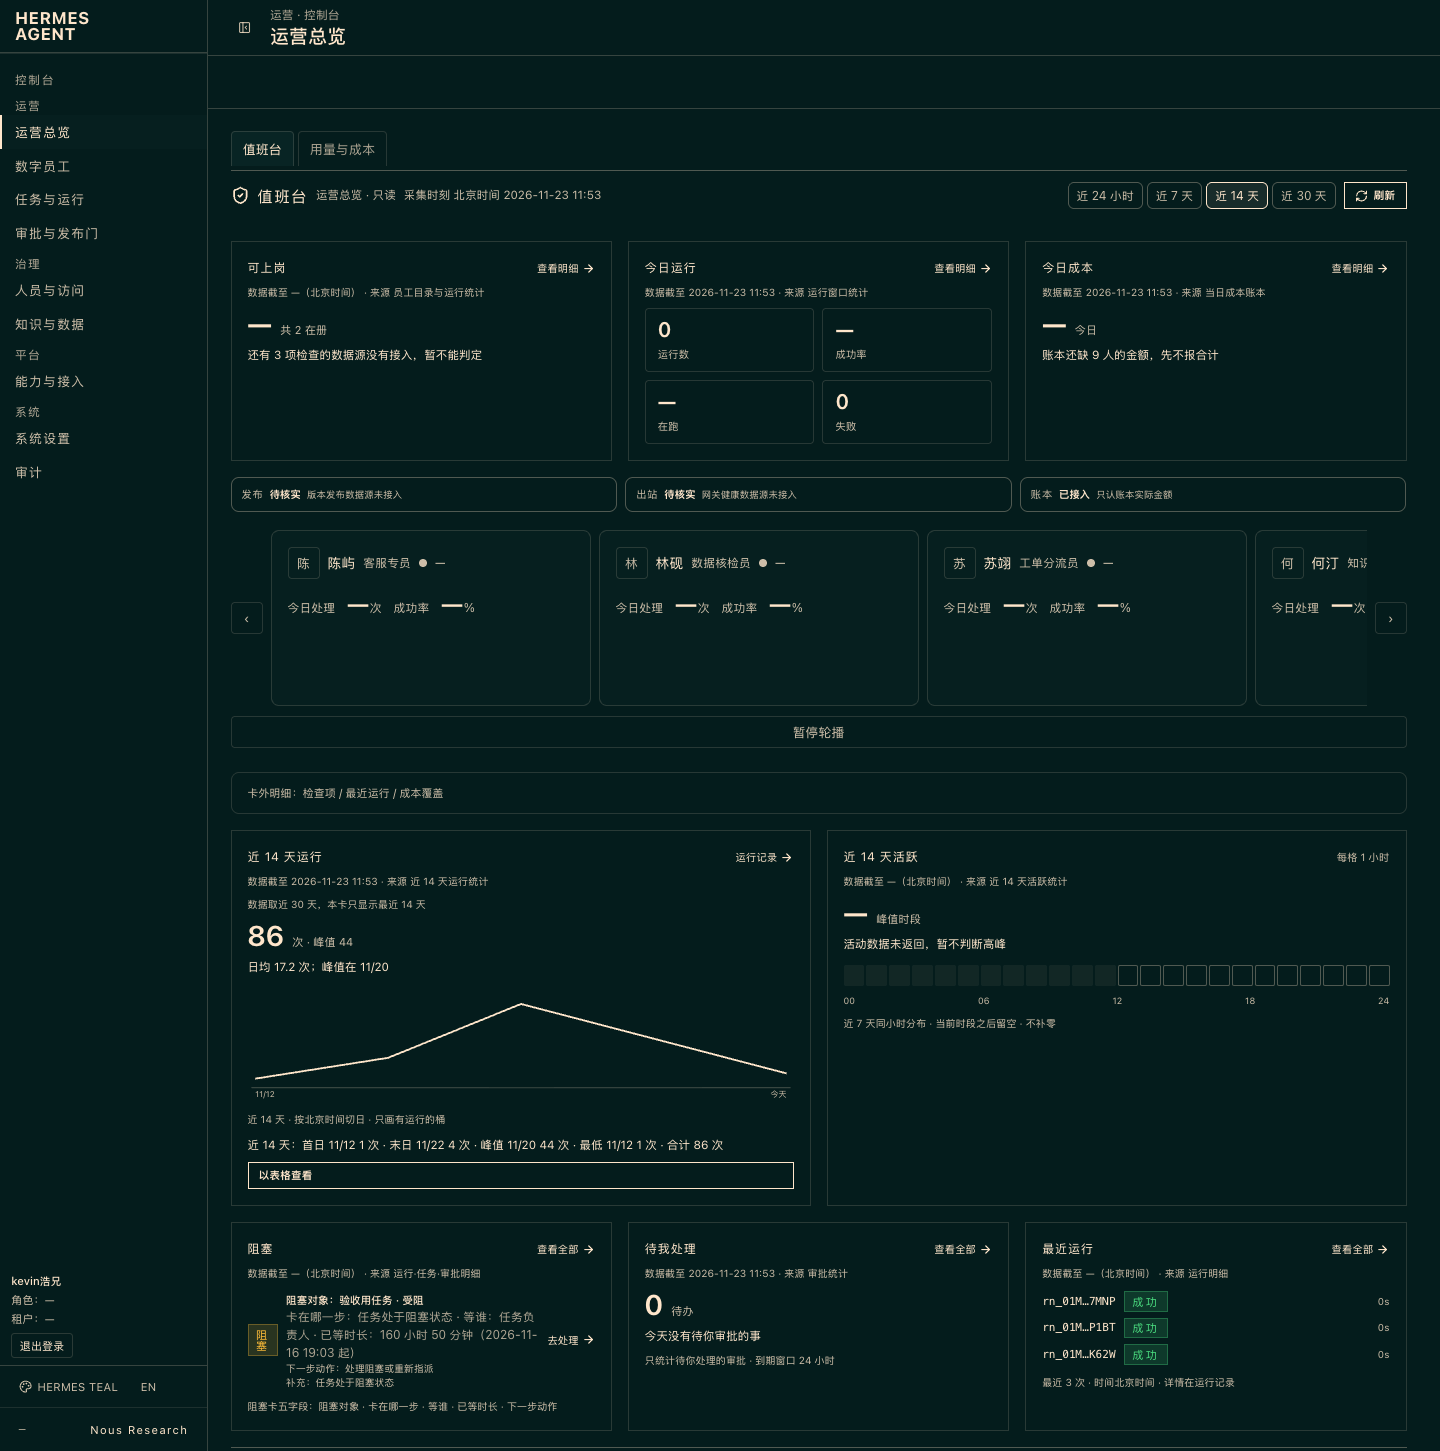 HERMES
AGENT
控制台
运营
运营总览
数字员工
任务与运行
审批与发布门
治理
人员与访问
知识与数据
平台
能力与接入
系统
系统设置
审计
kevin浩兄
角色：—
租户：—
退出登录
HERMES TEAL EN
— Nous Research
运营 · 控制台
运营总览
值班台 用量与成本
值班台 运营总览 · 只读 采集时刻 北京时间 2026-11-23 11:53
近 24 小时 近 7 天 近 14 天 近 30 天 刷新
可上岗 查看明细 →
数据截至 —（北京时间） · 来源 员工目录与运行统计
— 共 2 在册
还有 3 项检查的数据源没有接入，暂不能判定
今日运行 查看明细 →
数据截至 2026-11-23 11:53 · 来源 运行窗口统计
0
运行数
—
成功率
—
在跑
0
失败
今日成本 查看明细 →
数据截至 2026-11-23 11:53 · 来源 当日成本账本
— 今日
账本还缺 9 人的金额，先不报合计
发布 待核实 版本发布数据源未接入
出站 待核实 网关健康数据源未接入
账本 已接入 只认账本实际金额
‹
陈 陈屿 客服专员 ● —
今日处理 —次 成功率 —%
林 林砚 数据核检员 ● —
今日处理 —次 成功率 —%
苏 苏翊 工单分流员 ● —
今日处理 —次 成功率 —%
何 何汀 知识
今日处理 —次
›
暂停轮播
卡外明细：检查项 / 最近运行 / 成本覆盖
近 14 天运行 运行记录 →
数据截至 2026-11-23 11:53 · 来源 近 14 天运行统计
数据取近 30 天，本卡只显示最近 14 天
86 次 · 峰值 44
日均 17.2 次；峰值在 11/20
11/12 今天
近 14 天 · 按北京时间切日 · 只画有运行的桶
近 14 天：首日 11/12 1 次 · 末日 11/22 4 次 · 峰值 11/20 44 次 · 最低 11/12 1 次 · 合计 86 次
以表格查看
近 14 天活跃 每格 1 小时
数据截至 —（北京时间） · 来源 近 14 天活跃统计
— 峰值时段
活动数据未返回，暂不判断高峰
00 06 12 18 24
近 7 天同小时分布 · 当前时段之后留空 · 不补零
阻塞 查看全部 →
数据截至 —（北京时间） · 来源 运行·任务·审批明细
阻塞
阻塞对象：验收用任务 · 受阻
卡在哪一步：任务处于阻塞状态 · 等谁：任务负
责人 · 已等时长：160 小时 50 分钟（2026-11-
16 19:03 起）
下一步动作：处理阻塞或重新指派
补充：任务处于阻塞状态
去处理 →
阻塞卡五字段：阻塞对象 · 卡在哪一步 · 等谁 · 已等时长 · 下一步动作
待我处理 查看全部 →
数据截至 2026-11-23 11:53 · 来源 审批统计
0 待办
今天没有待你审批的事
只统计待你处理的审批 · 到期窗口 24 小时
最近运行 查看全部 →
数据截至 —（北京时间） · 来源 运行明细
rn_01M…7MNP 成功 0s
rn_01M…P1BT 成功 0s
rn_01M…K62W 成功 0s
最近 3 次 · 时间北京时间 · 详情在运行记录